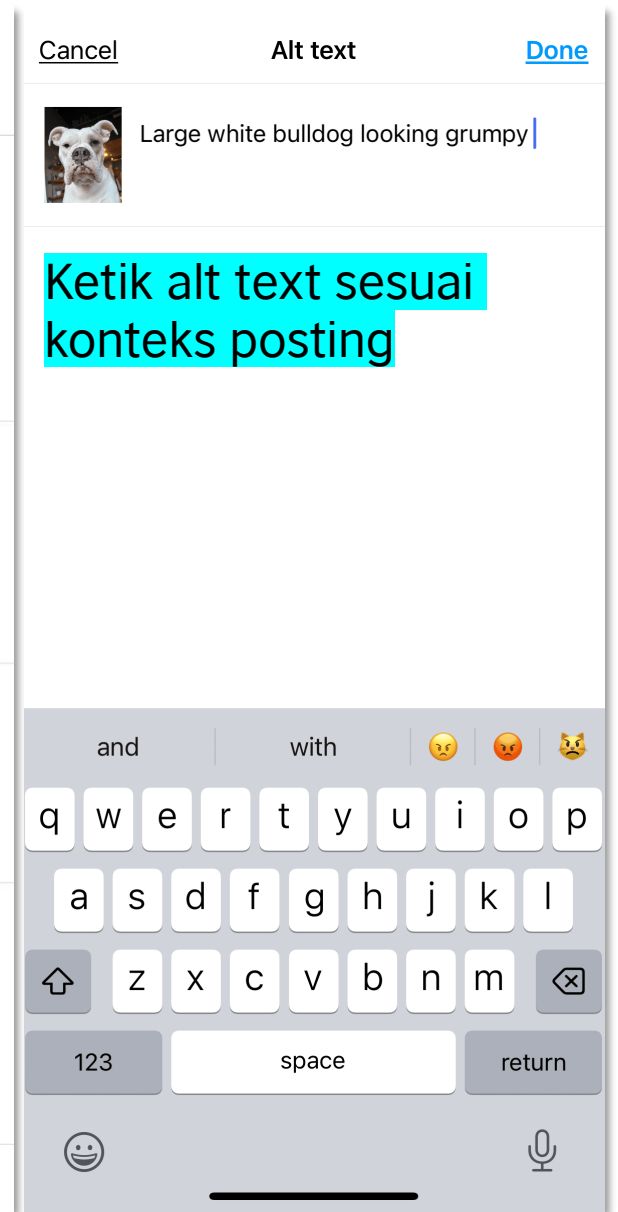 Cancel Alt text Done
Large white bulldog looking grumpy
Ketik alt text sesuai
konteks posting
and with
q w e r t y u i o p
a s d f g h j k l
z x c v b n m
123 space return